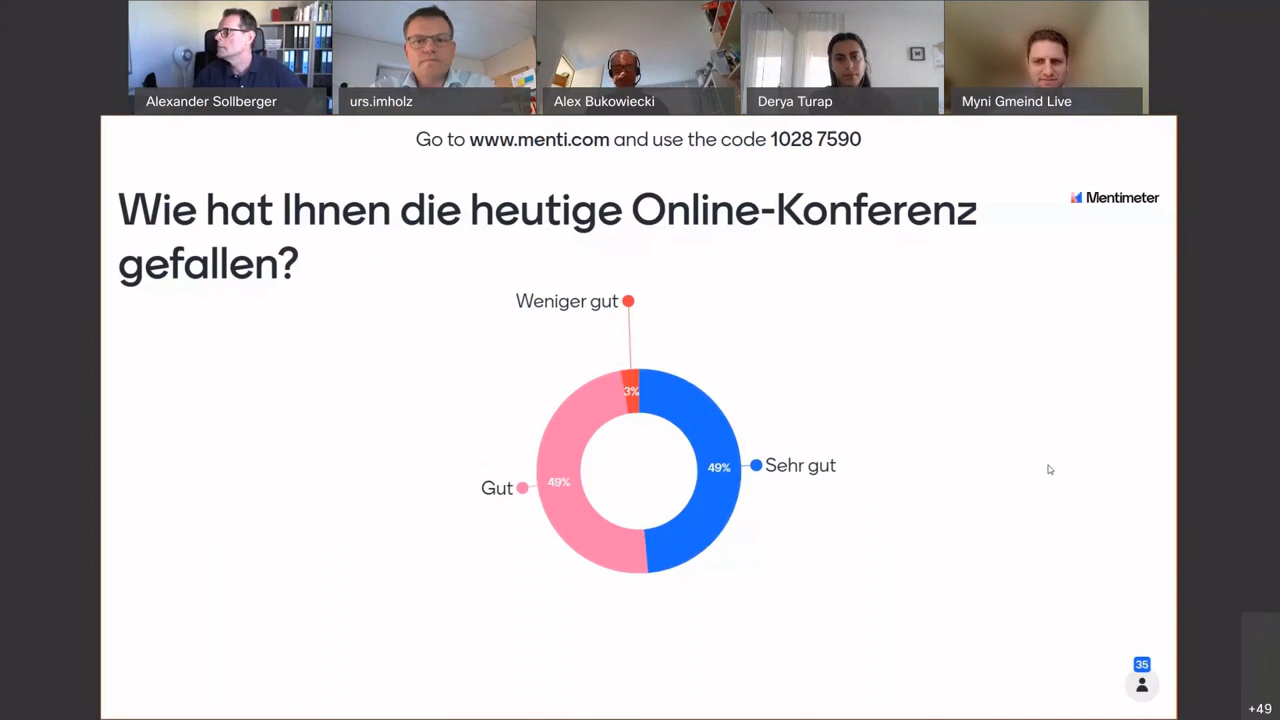 Alexander Sollberger
urs.imholz
Alex Bukowiecki
Derya Turap
Myni Gmeind Live
Go to www.menti.com and use the code 1028 7590
Wie hat Ihnen die heutige Online-Konferenz
gefallen?
Mentimeter
Weniger gut
3%
49%
Sehr gut
49%
Gut
35
+49